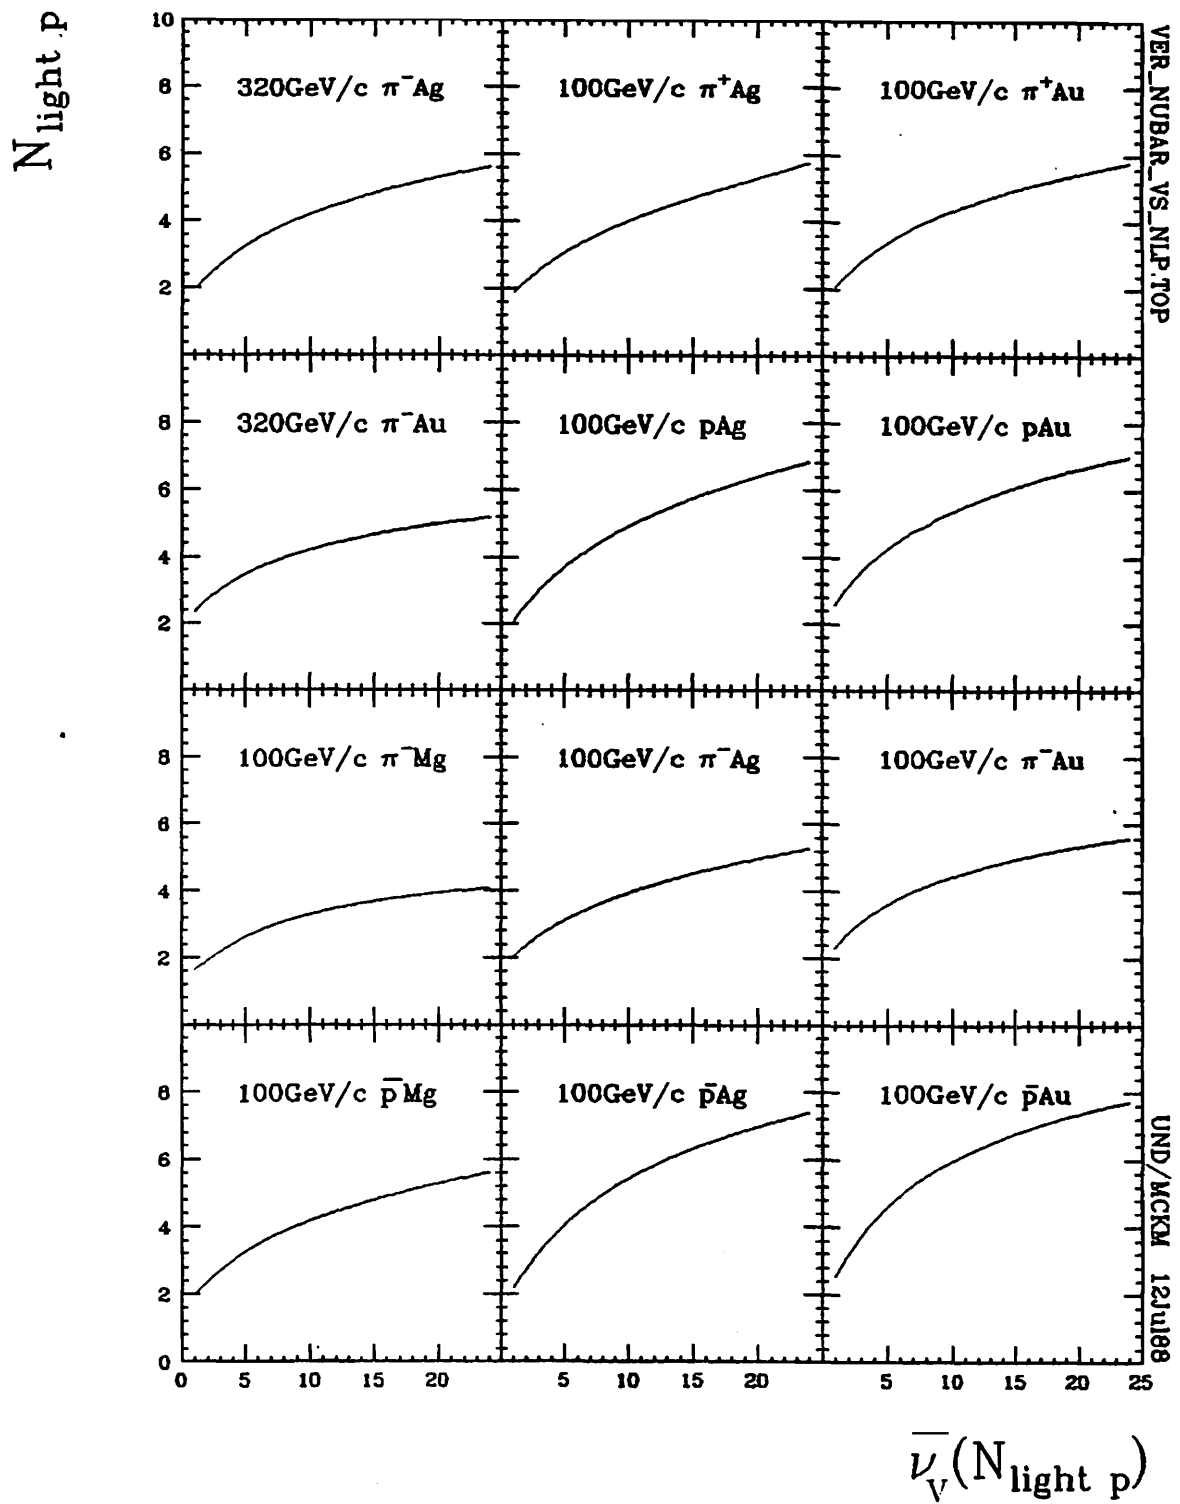 N_light p
10
8
6
4
2
320GeV/c π⁻Ag
100GeV/c π⁺Ag
100GeV/c π⁺Au
8
6
4
2
320GeV/c π⁻Au
100GeV/c pAg
100GeV/c pAu
8
6
4
2
100GeV/c π⁻Mg
100GeV/c π⁻Ag
100GeV/c π⁻Au
8
6
4
2
0
100GeV/c p̄Mg
100GeV/c p̄Ag
100GeV/c p̄Au
0 5 10 15 20 5 10 15 20 5 10 15 20 25
ν̄_V(N_light p)
VER_NUBAR_VS_NLP.TOP
UND/MCKM 12Jul88